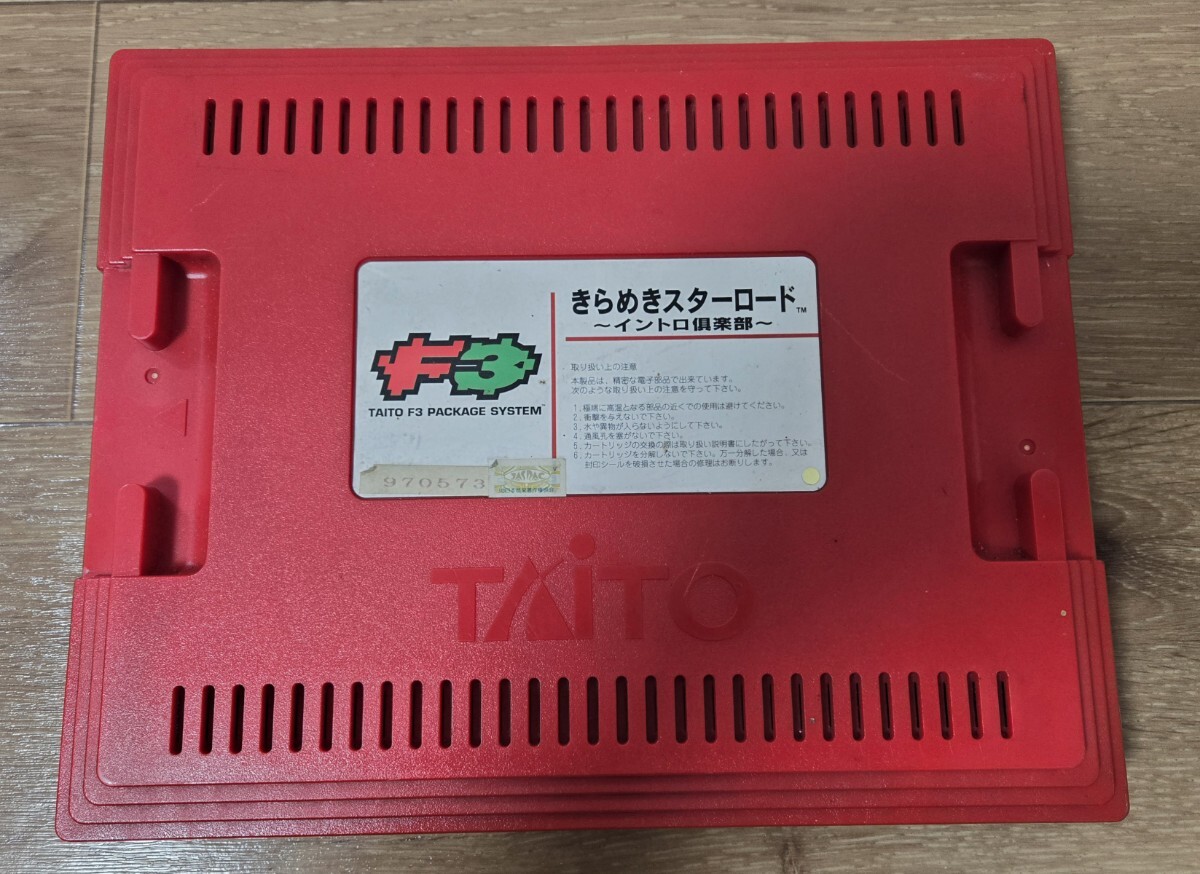 きらめきスターロード™
～イントロ倶楽部～
F3
TAITO F3 PACKAGE SYSTEM™
取り扱い上の注意
本製品は、精密な電子部品で出来ています。
次のような取り扱い上の注意を守って下さい。
1. 極端に高温となる部品の近くでの使用は避けてください。
2. 衝撃を与えないで下さい。
3. 水や異物が入らないようにして下さい。
4. 通風孔を塞がないで下さい。
5. カートリッジの交換の際は取り扱い説明書にしたがって下さい。
6. カートリッジを分解しないで下さい。万一分解した場合、又は
封印シールを破損させた場合の修理はお断りします。
970573
TAITO